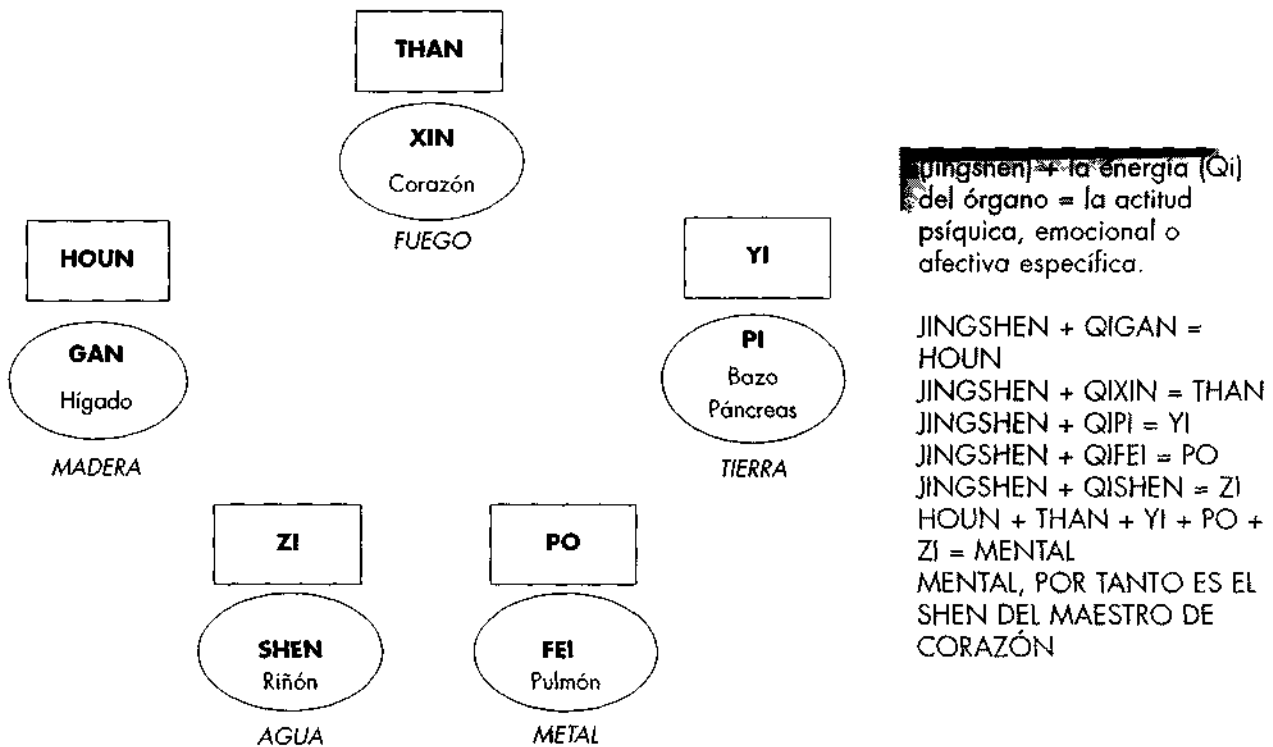 THAN
XIN
Corazón
FUEGO
HOUN
GAN
Hígado
MADERA
YI
PI
Bazo
Páncreas
TIERRA
ZI
SHEN
Riñón
AGUA
PO
FEI
Pulmón
METAL
(Jingshen) + la energía (Qi)
del órgano = la actitud
psíquica, emocional o
afectiva específica.
JINGSHEN + QIGAN =
HOUN
JINGSHEN + QIXIN = THAN
JINGSHEN + QIPI = YI
JINGSHEN + QIFEI = PO
JINGSHEN + QISHEN = ZI
HOUN + THAN + YI + PO +
ZI = MENTAL
MENTAL, POR TANTO ES EL
SHEN DEL MAESTRO DE
CORAZÓN